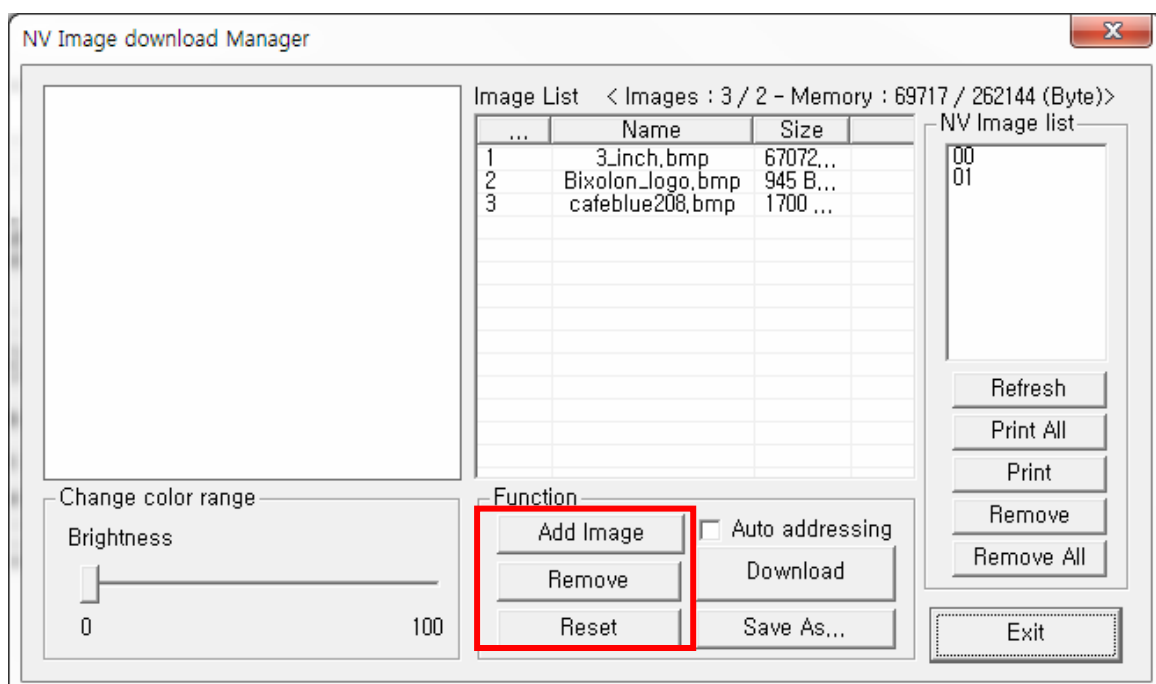 NV Image download Manager
Image List < Images : 3 / 2 - Memory : 69717 / 262144 (Byte)>
... Name Size
1 3_inch.bmp 67072...
2 Bixolon_logo.bmp 945 B...
3 cafeblue208.bmp 1700 ...
NV Image list
00
01
Refresh
Print All
Print
Remove
Remove All
Exit
Change color range
Brightness
0 100
Function
Add Image
Auto addressing
Remove
Download
Reset
Save As...